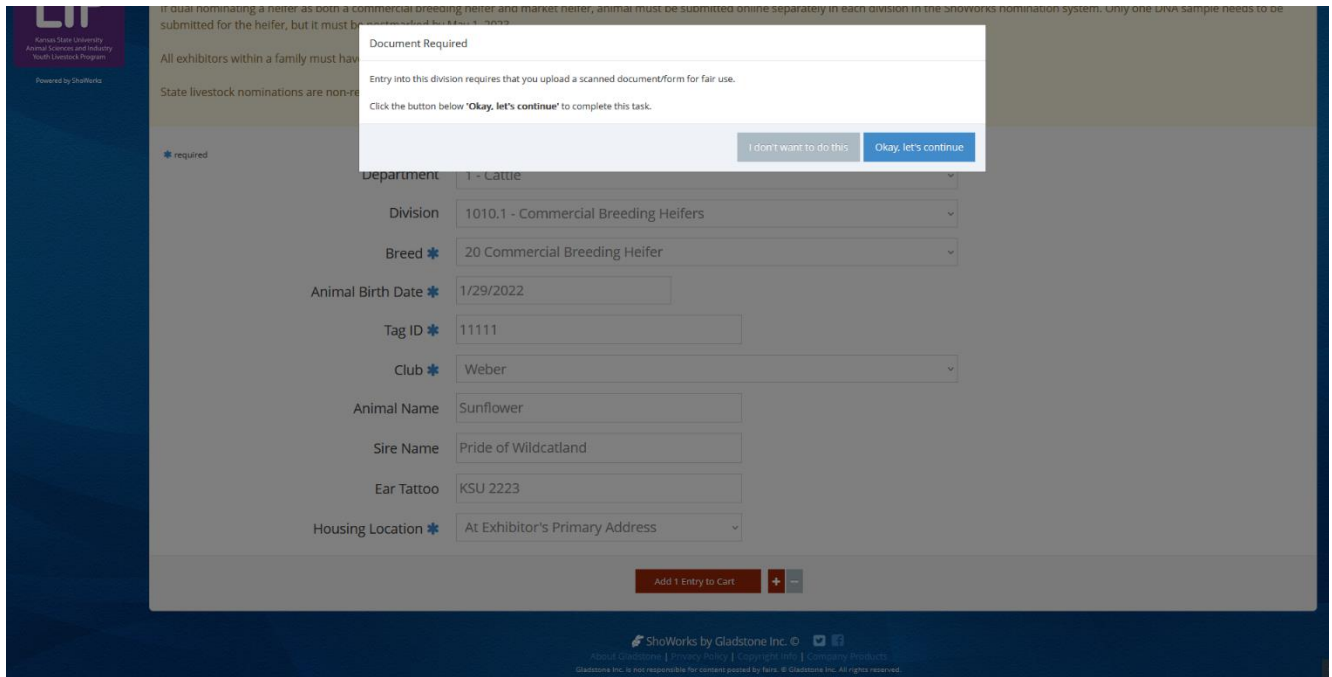 Kansas State University
Animal Sciences and Industry
Youth Livestock Program
Powered by ShoWorks
If dual nominating a heifer as both a commercial breeding heifer and market heifer, animal must be submitted online separately in each division in the ShoWorks nomination system. Only one DNA sample needs to be
submitted for the heifer, but it must be postmarked by May 1, 2023.
All exhibitors within a family must have
State livestock nominations are non-re
Document Required
Entry into this division requires that you upload a scanned document/form for fair use.
Click the button below 'Okay, let's continue' to complete this task.
I don't want to do this Okay, let's continue
✱ required
Department 1 - Cattle
Division 1010.1 - Commercial Breeding Heifers
Breed ✱ 20 Commercial Breeding Heifer
Animal Birth Date ✱ 1/29/2022
Tag ID ✱ 11111
Club ✱ Weber
Animal Name Sunflower
Sire Name Pride of Wildcatland
Ear Tattoo KSU 2223
Housing Location ✱ At Exhibitor's Primary Address
Add 1 Entry to Cart + −
ShoWorks by Gladstone Inc. ©
About Gladstone | Privacy Policy | Copyright Info | Company Products
Gladstone Inc. is not responsible for content posted by fairs. © Gladstone Inc. All rights reserved.